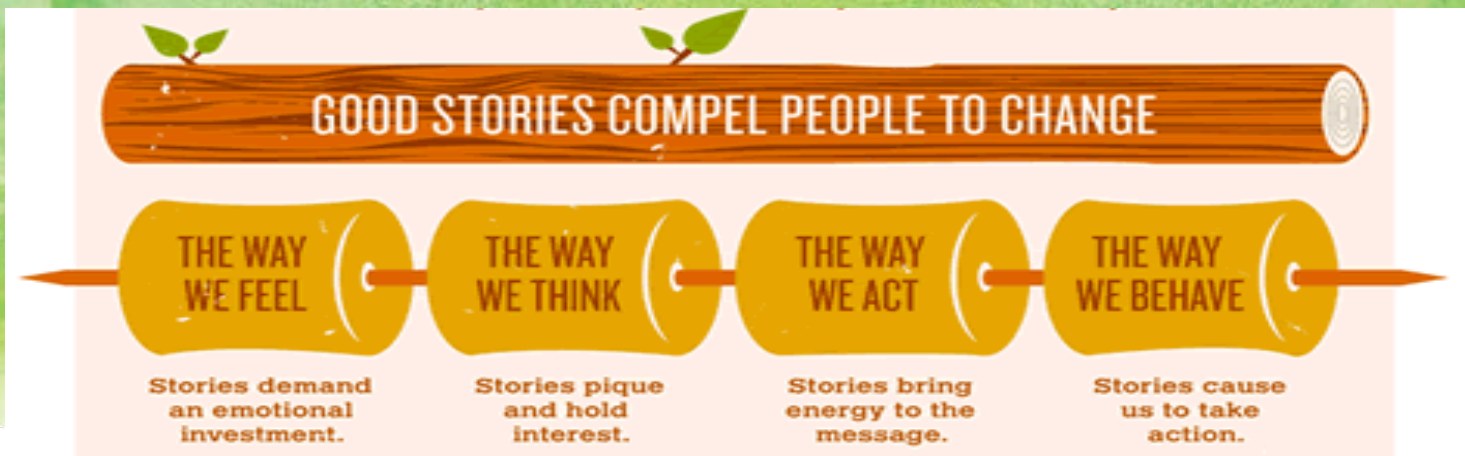 GOOD STORIES COMPEL PEOPLE TO CHANGE
THE WAY
WE FEEL
THE WAY
WE THINK
THE WAY
WE ACT
THE WAY
WE BEHAVE
Stories demand
an emotional
investment.
Stories pique
and hold
interest.
Stories bring
energy to the
message.
Stories cause
us to take
action.